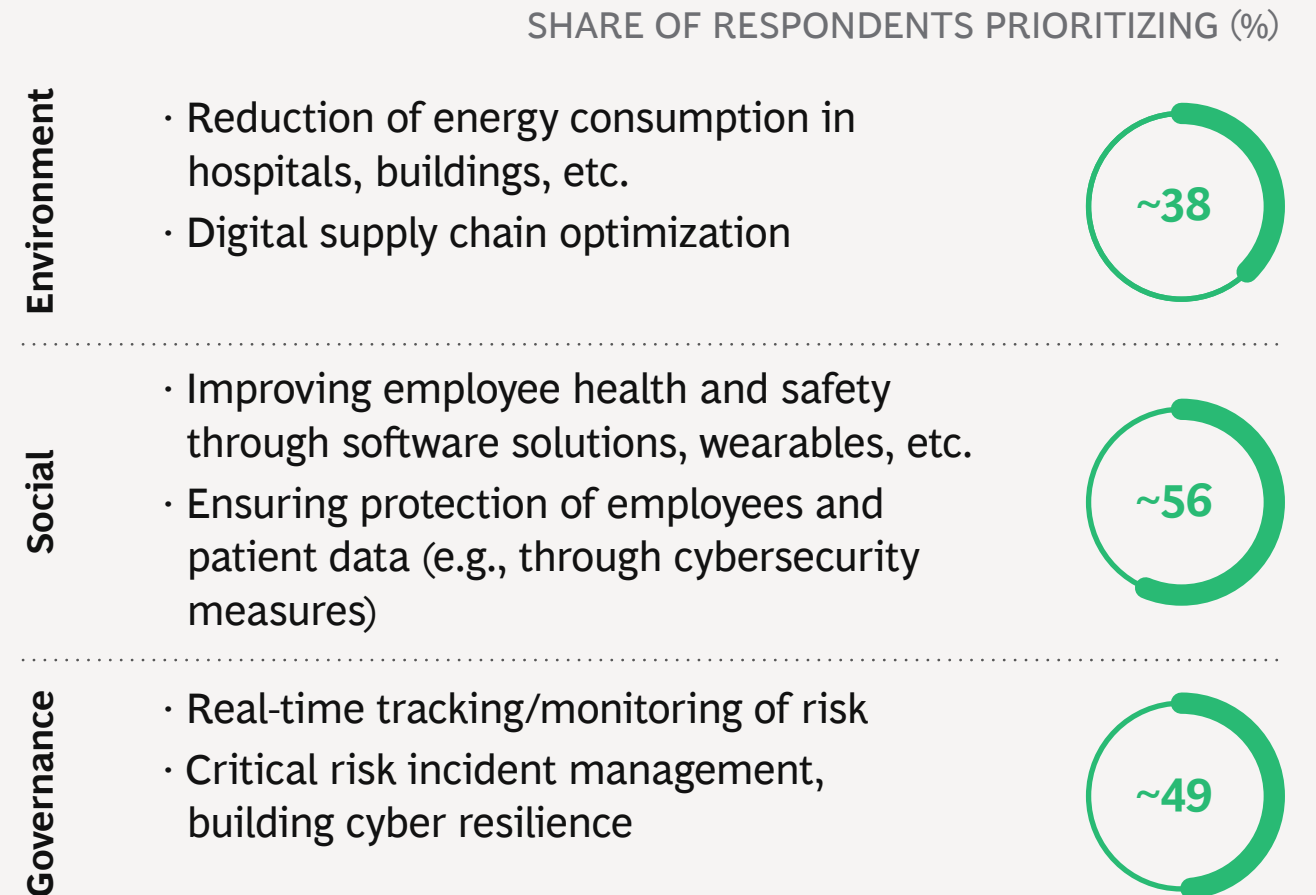 SHARE OF RESPONDENTS PRIORITIZING (%)
Environment
· Reduction of energy consumption in
hospitals, buildings, etc.
· Digital supply chain optimization
~38
Social
· Improving employee health and safety
through software solutions, wearables, etc.
· Ensuring protection of employees and
patient data (e.g., through cybersecurity
measures)
~56
Governance
· Real-time tracking/monitoring of risk
· Critical risk incident management,
building cyber resilience
~49